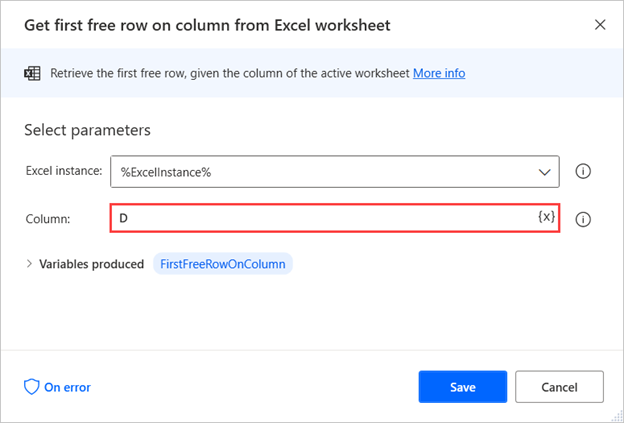 Get first free row on column from Excel worksheet
Retrieve the first free row, given the column of the active worksheet More info
Select parameters
Excel instance: %ExcelInstance%
Column: D {x}
Variables produced FirstFreeRowOnColumn
On error Save Cancel